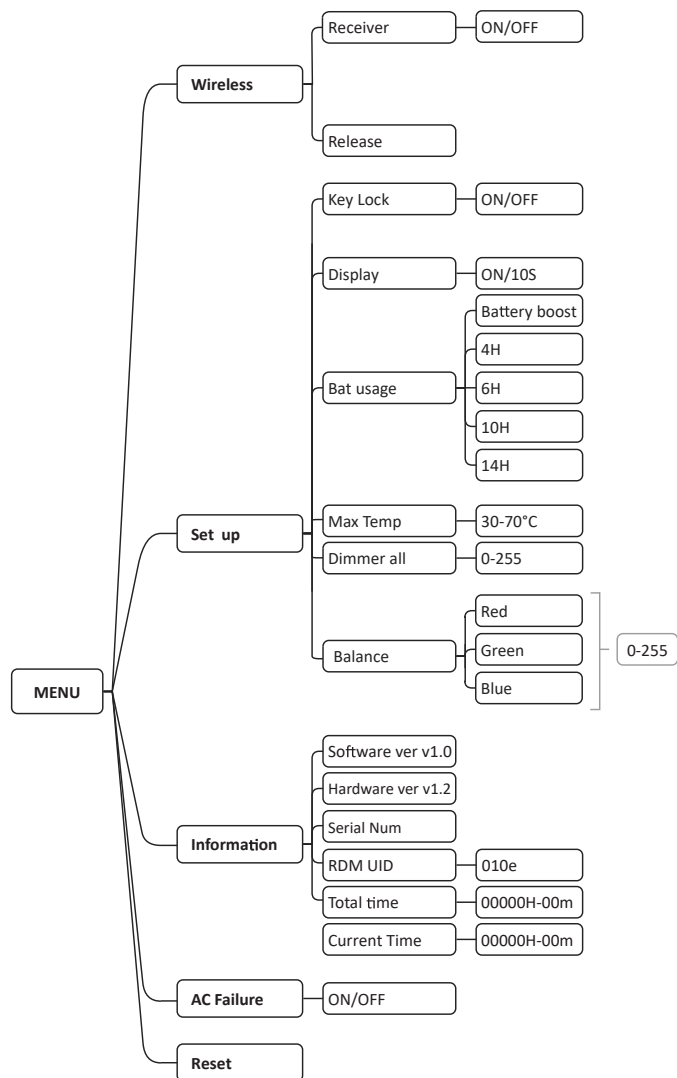 Receiver
ON/OFF
Wireless
Release
Key Lock
ON/OFF
Display
ON/10S
Battery boost
4H
Bat usage
6H
10H
14H
Max Temp
30-70°C
Set up
Dimmer all
0-255
Red
Balance
Green
0-255
Blue
MENU
Software ver v1.0
Hardware ver v1.2
Serial Num
Information
RDM UID
010e
Total time
00000H-00m
Current Time
00000H-00m
AC Failure
ON/OFF
Reset